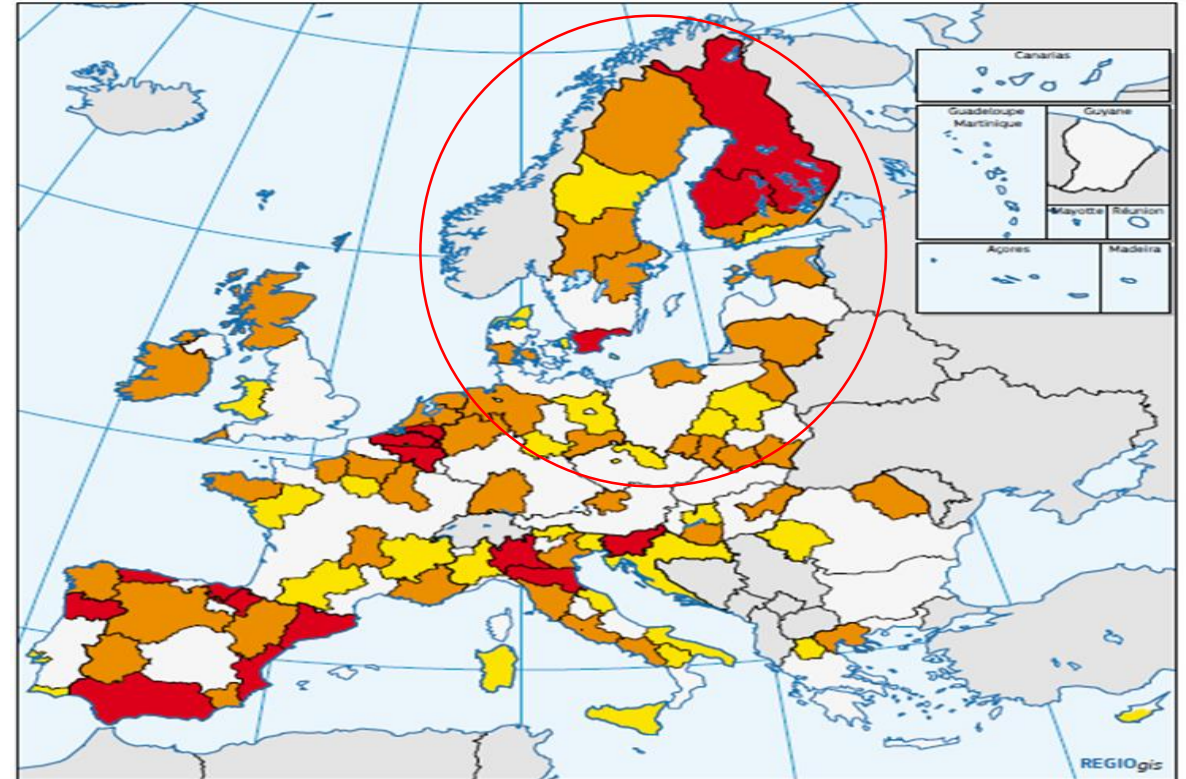 Canarias
Guadeloupe
Martinique
Guyane
Mayotte
Réunion
Açores
Madeira
REGIOgis